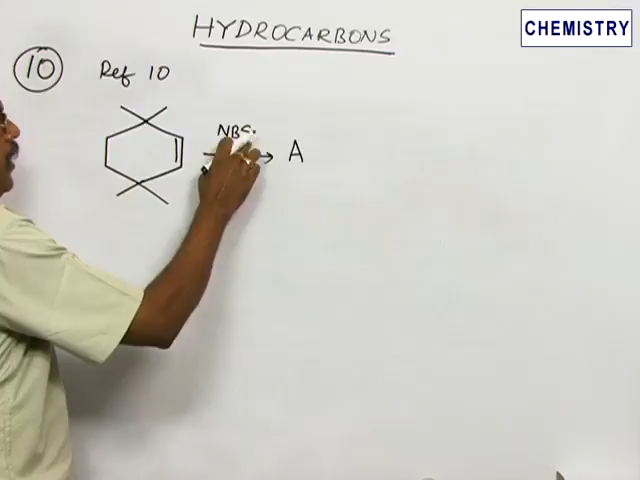 HYDROCARBONS
CHEMISTRY
10 Ref 10
NBS
A